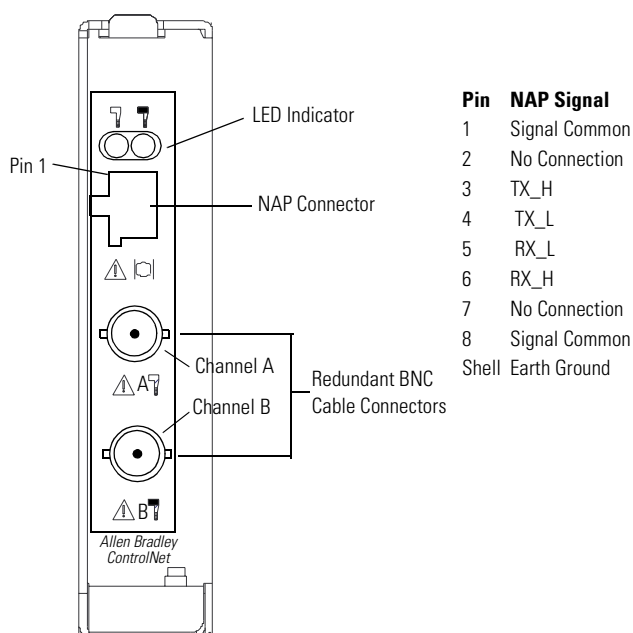 LED Indicator
Pin 1
NAP Connector
Channel A
A
Channel B
Redundant BNC
Cable Connectors
B
Allen Bradley
ControlNet
Pin NAP Signal
1 Signal Common
2 No Connection
3 TX_H
4 TX_L
5 RX_L
6 RX_H
7 No Connection
8 Signal Common
Shell Earth Ground